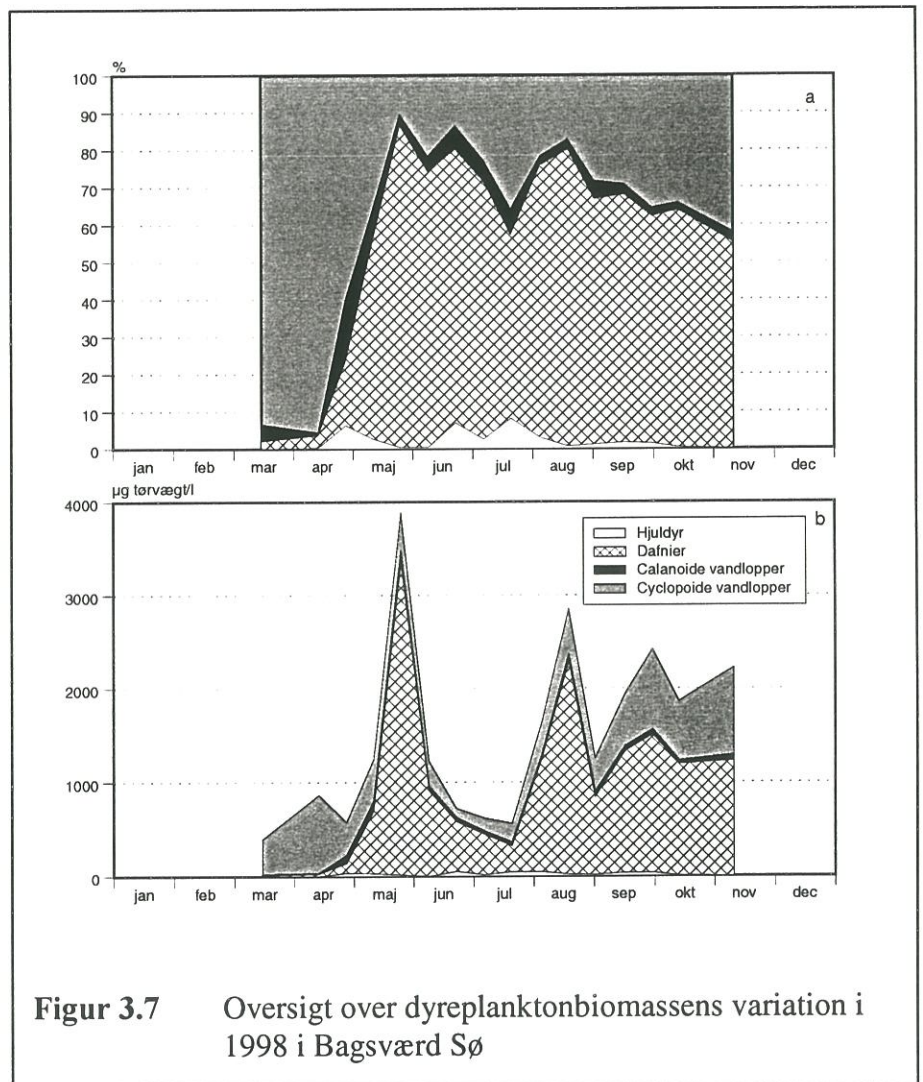 %
a
100
90
80
70
60
50
40
30
20
10
0
jan feb mar apr maj jun jul aug sep okt nov dec
µg tørvægt/l
b
4000
3000
2000
1000
0
Hjuldyr
Dafnier
Calanoide vandlopper
Cyclopoide vandlopper
jan feb mar apr maj jun jul aug sep okt nov dec
Figur 3.7 Oversigt over dyreplanktonbiomassens variation i
1998 i Bagsværd Sø